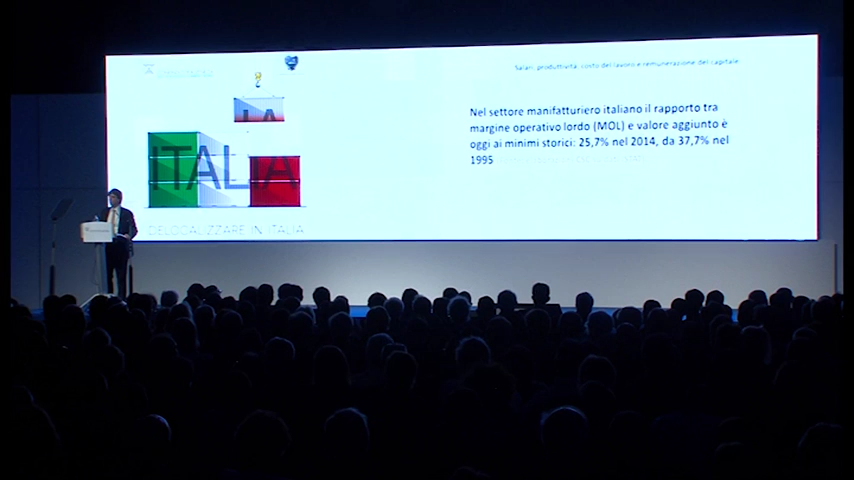 Salari, produttività, costo del lavoro e remunerazione del capitale
LA
ITALIA
Nel settore manifatturiero italiano il rapporto tra
margine operativo lordo (MOL) e valore aggiunto è
oggi ai minimi storici: 25,7% nel 2014, da 37,7% nel
1995
DELOCALIZZARE IN ITALIA